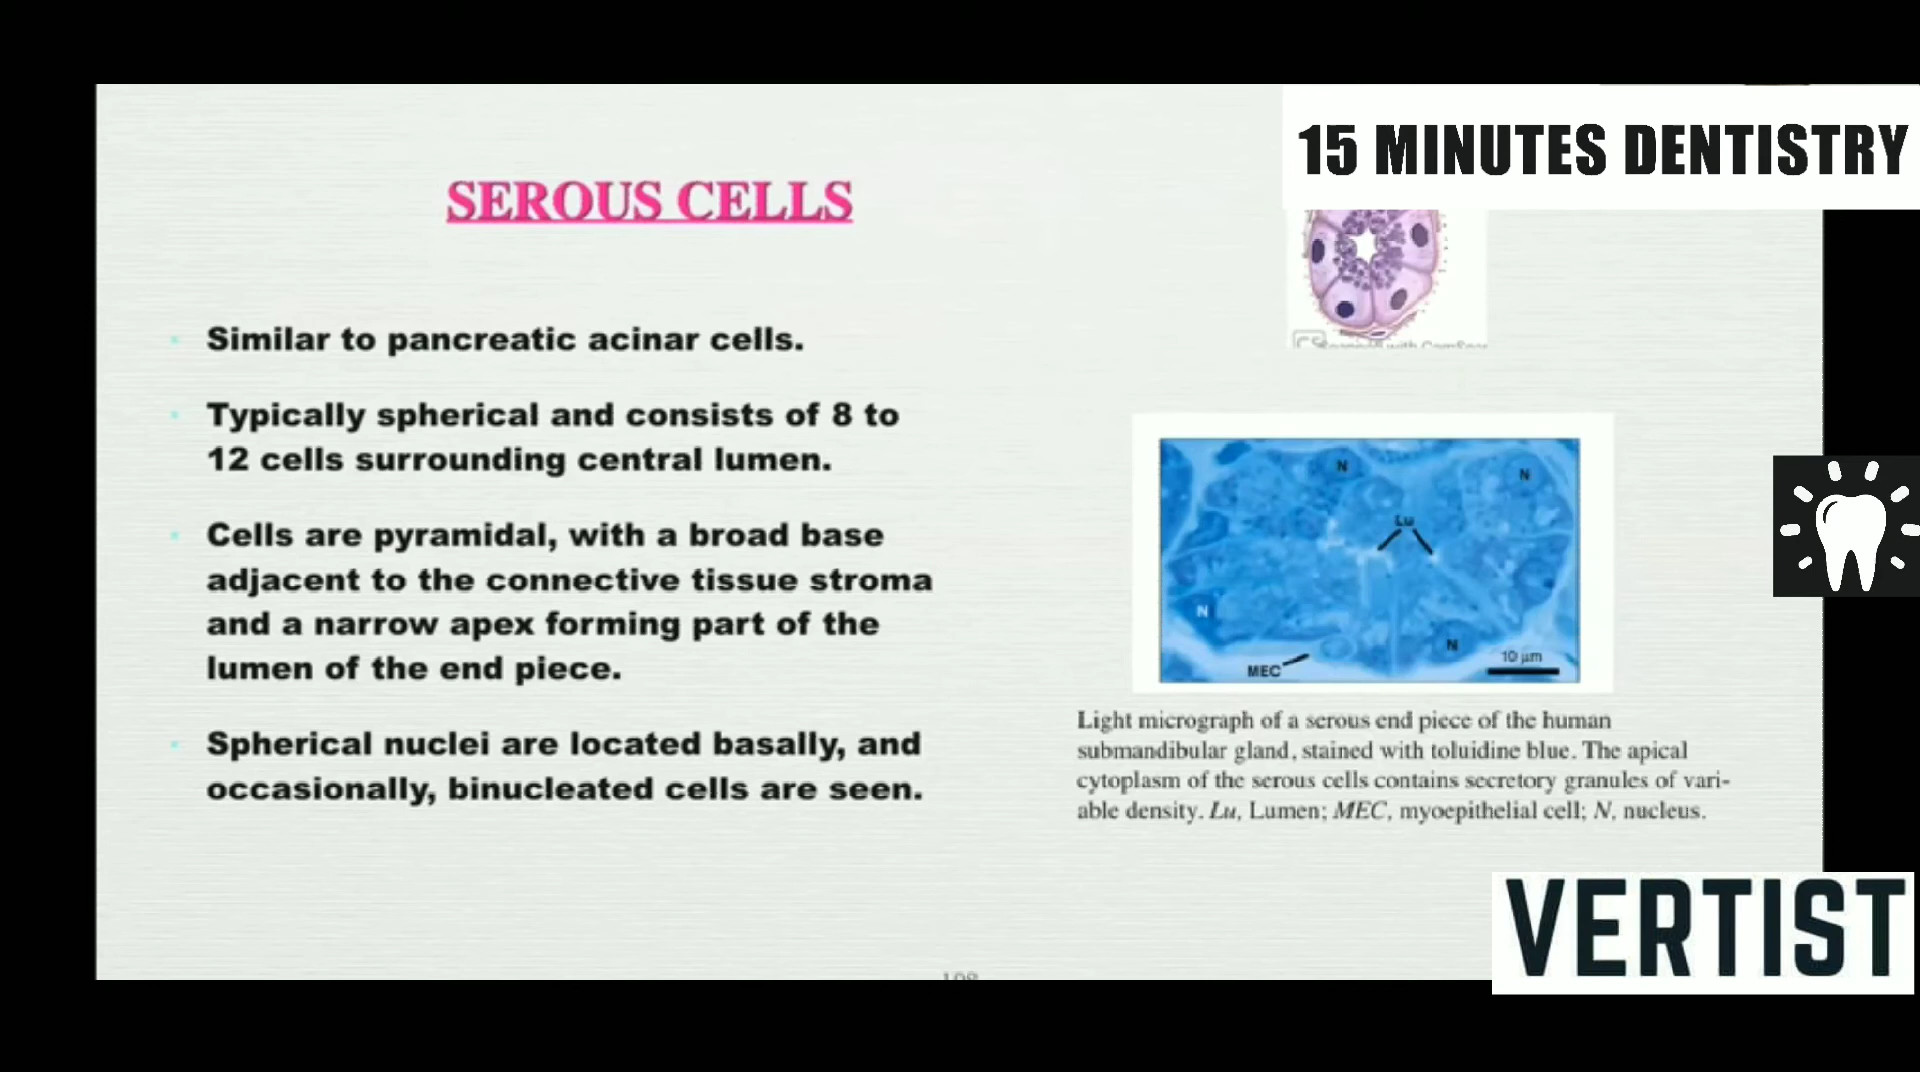 15 MINUTES DENTISTRY
SEROUS CELLS
Similar to pancreatic acinar cells.
Typically spherical and consists of 8 to
12 cells surrounding central lumen.
Cells are pyramidal, with a broad base
adjacent to the connective tissue stroma
and a narrow apex forming part of the
lumen of the end piece.
Spherical nuclei are located basally, and
occasionally, binucleated cells are seen.
CS
N
N
Lu
N
N
MEC
10 µm
Light micrograph of a serous end piece of the human
submandibular gland, stained with toluidine blue. The apical
cytoplasm of the serous cells contains secretory granules of vari-
able density. Lu, Lumen; MEC, myoepithelial cell; N, nucleus.
VERTIST